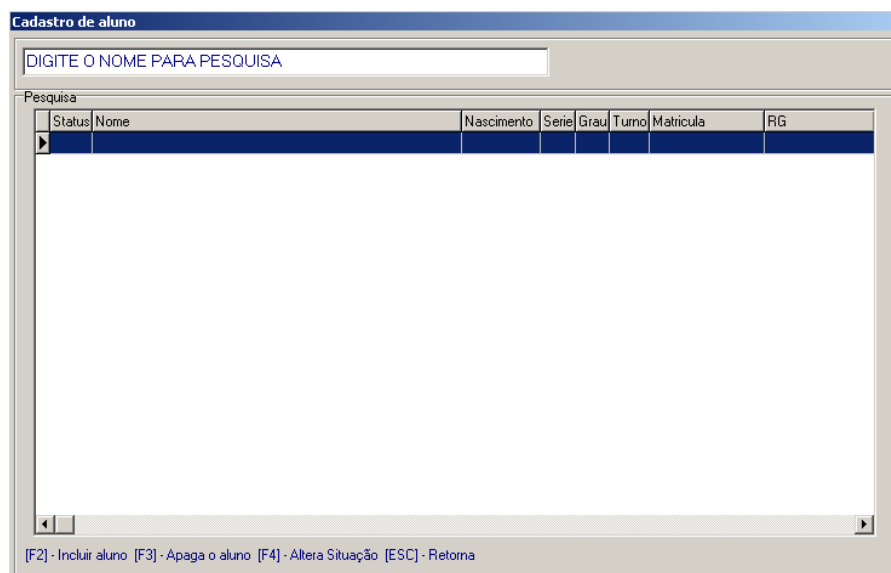 Cadastro de aluno
DIGITE O NOME PARA PESQUISA
Pesquisa
Status Nome Nascimento Serie Grau Turno Matricula RG
[F2] - Incluir aluno [F3] - Apaga o aluno [F4] - Altera Situação [ESC] - Retorna